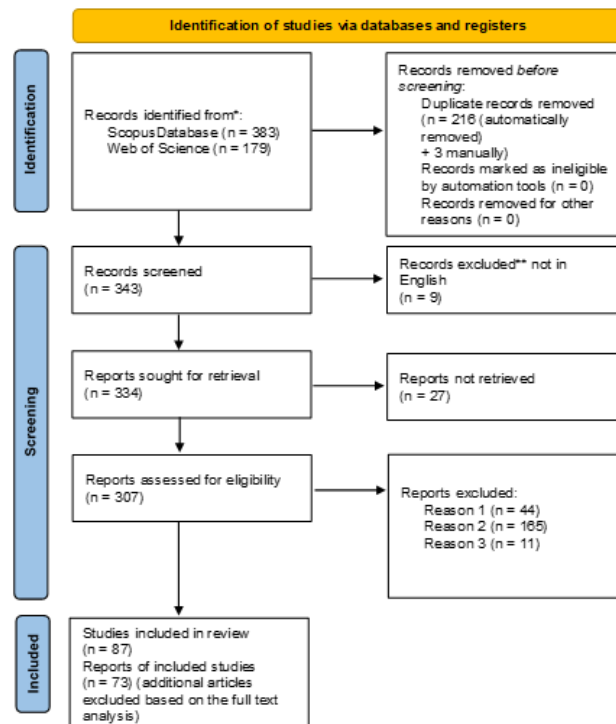 Identification of studies via databases and registers
Identification
Records identified from*:
ScopusDatabase (n = 383)
Web of Science (n = 179)
Records removed before
screening:
Duplicate records removed
(n = 216 (automatically
removed)
+ 3 manually)
Records marked as ineligible
by automation tools (n = 0)
Records removed for other
reasons (n = 0)
Screening
Records screened
(n = 343)
Records excluded** not in
English
(n = 9)
Reports sought for retrieval
(n = 334)
Reports not retrieved
(n = 27)
Reports assessed for eligibility
(n = 307)
Reports excluded:
Reason 1 (n = 44)
Reason 2 (n = 165)
Reason 3 (n = 11)
Included
Studies included in review
(n = 87)
Reports of included studies
(n = 73) (additional articles
excluded based on the full text
analysis)